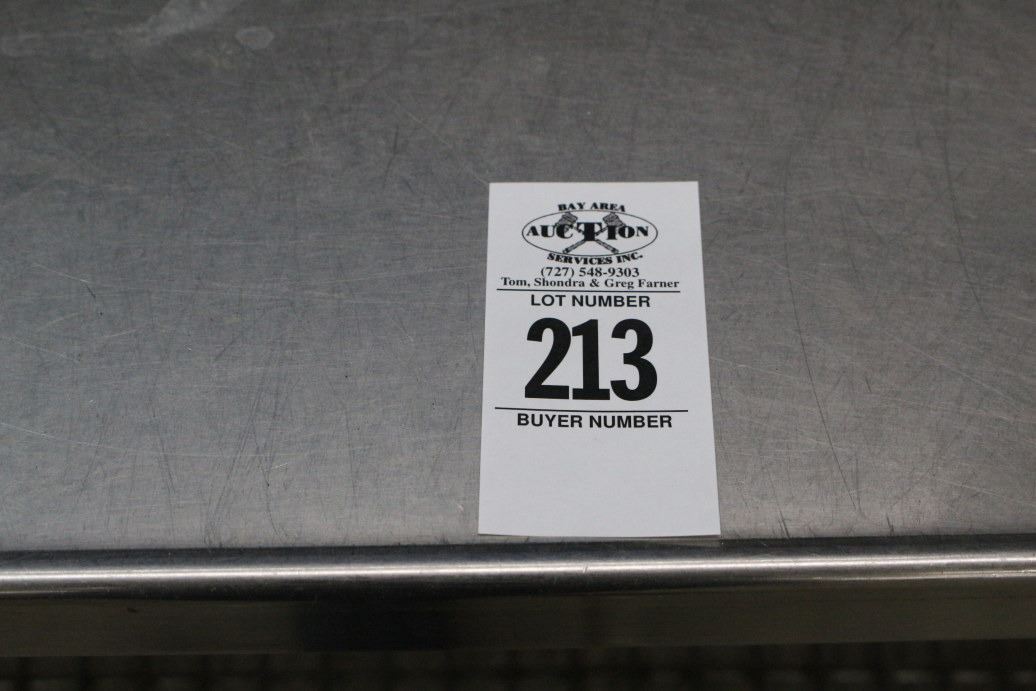 BAY AREA
AUCTION
SERVICES INC.
(727) 548-9303
Tom, Shondra & Greg Farner
LOT NUMBER
213
BUYER NUMBER